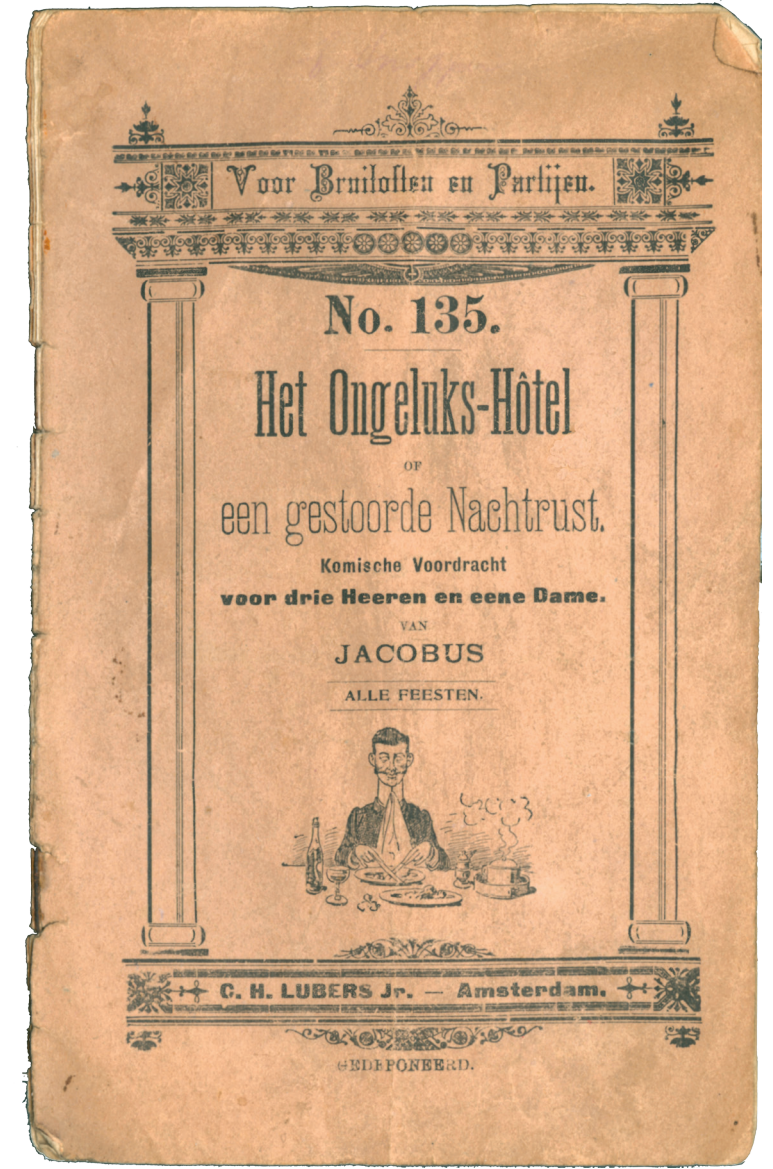 Voor Bruiloften en Partijen.
No. 135.
Het Ongeluks-Hôtel
OF
een gestoorde Nachtrust.
Komische Voordracht
voor drie Heeren en eene Dame.
VAN
JACOBUS
ALLE FEESTEN.
C. H. LUBERS Jr. — Amsterdam.
GEDEPONEERD.